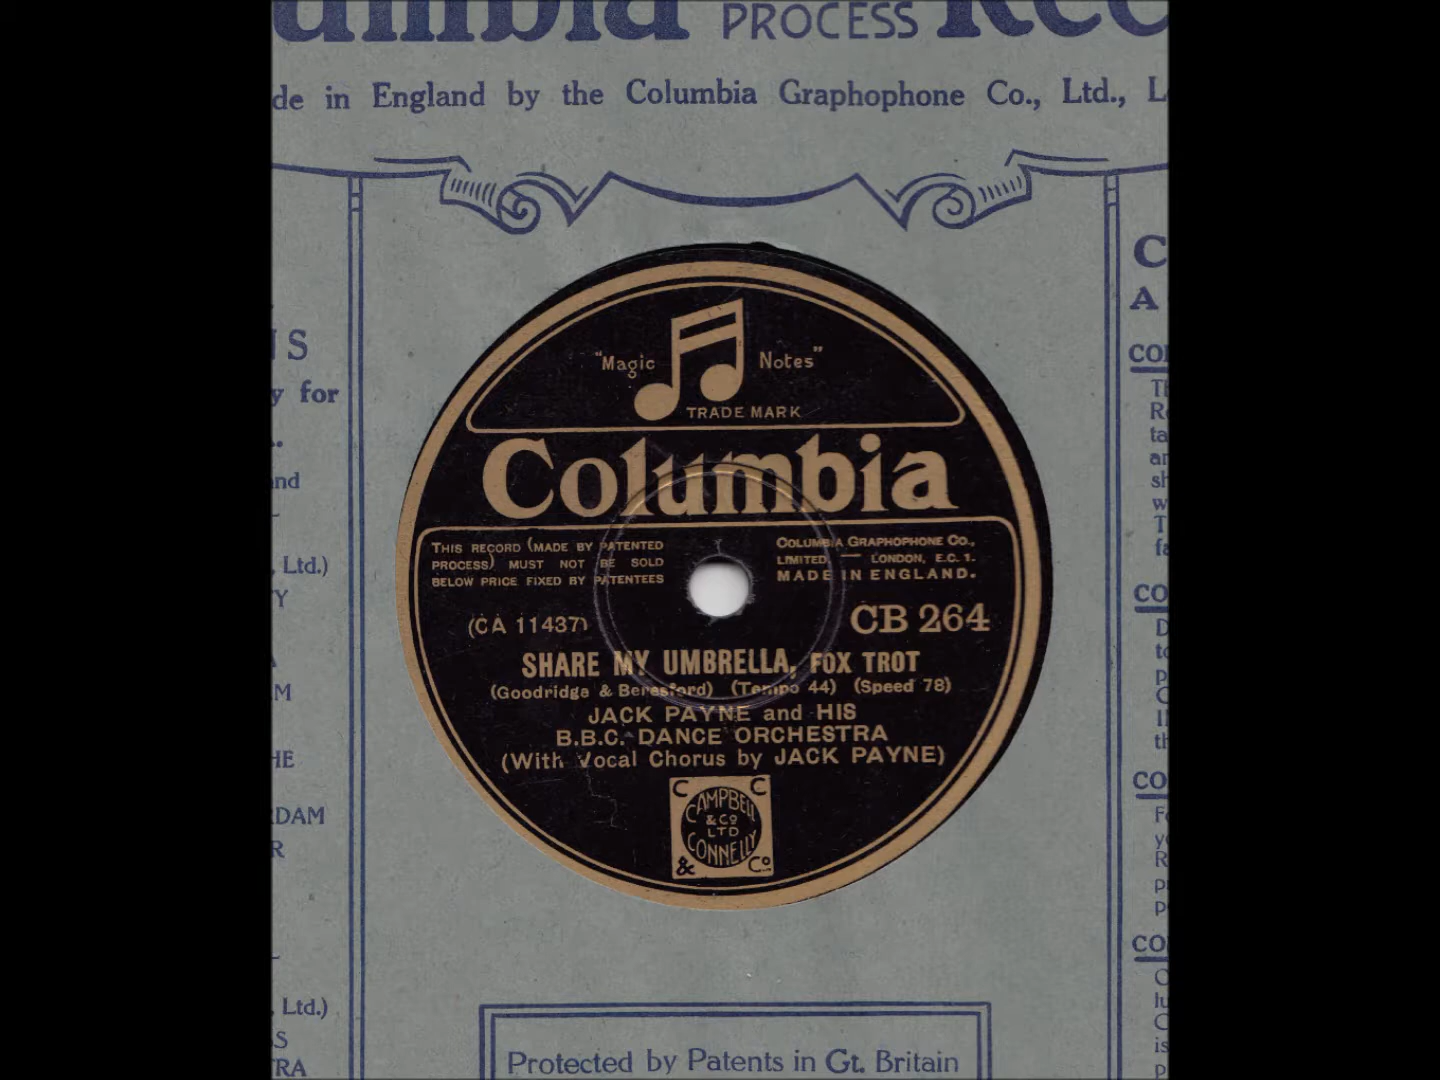 PROCESS
in England by the Columbia Graphophone Co., Ltd.,
for
Ltd.)
"Magic Notes"
TRADE MARK
Columbia
THIS RECORD (MADE BY PATENTED
PROCESS) MUST NOT BE SOLD
BELOW PRICE FIXED BY PATENTEES
COLUMBIA GRAPHOPHONE CO.,
LIMITED — LONDON, E.C. 1.
MADE IN ENGLAND.
(CA 11437)
CB 264
SHARE MY UMBRELLA, FOX TROT
(Goodridge & Beresford) (Tempo 44) (Speed 78)
JACK PAYNE and HIS
B.B.C. DANCE ORCHESTRA
(With Vocal Chorus by JACK PAYNE)
C C
CAMPBELL
& CO
LTD
CONNELLY
& Co
Ltd.)
Protected by Patents in Gt. Britain